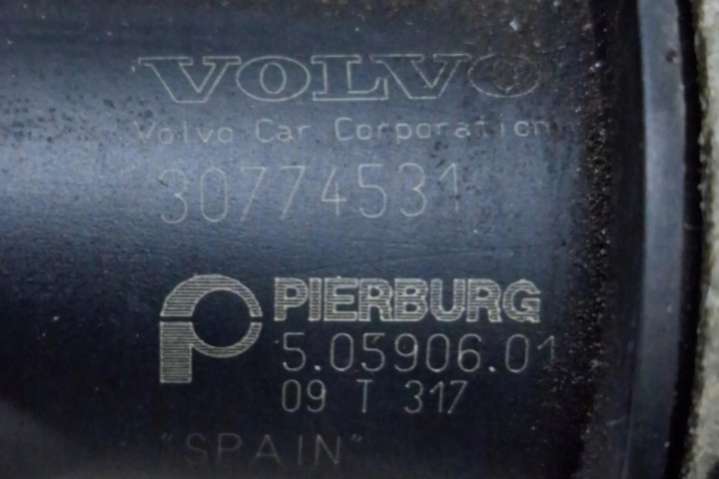 VOLVO
Volvo Car Corporation
30774531
PIERBURG
5.05906.01
09 T 317
"SPAIN"